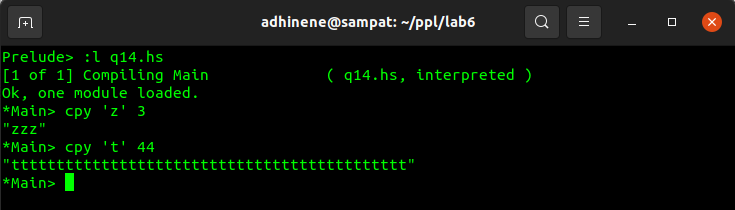 adhinene@sampat: ~/ppl/lab6
Prelude> :l q14.hs
[1 of 1] Compiling Main             ( q14.hs, interpreted )
Ok, one module loaded.
*Main> cpy 'z' 3
"zzz"
*Main> cpy 't' 44
"tttttttttttttttttttttttttttttttttttttttttttt"
*Main>